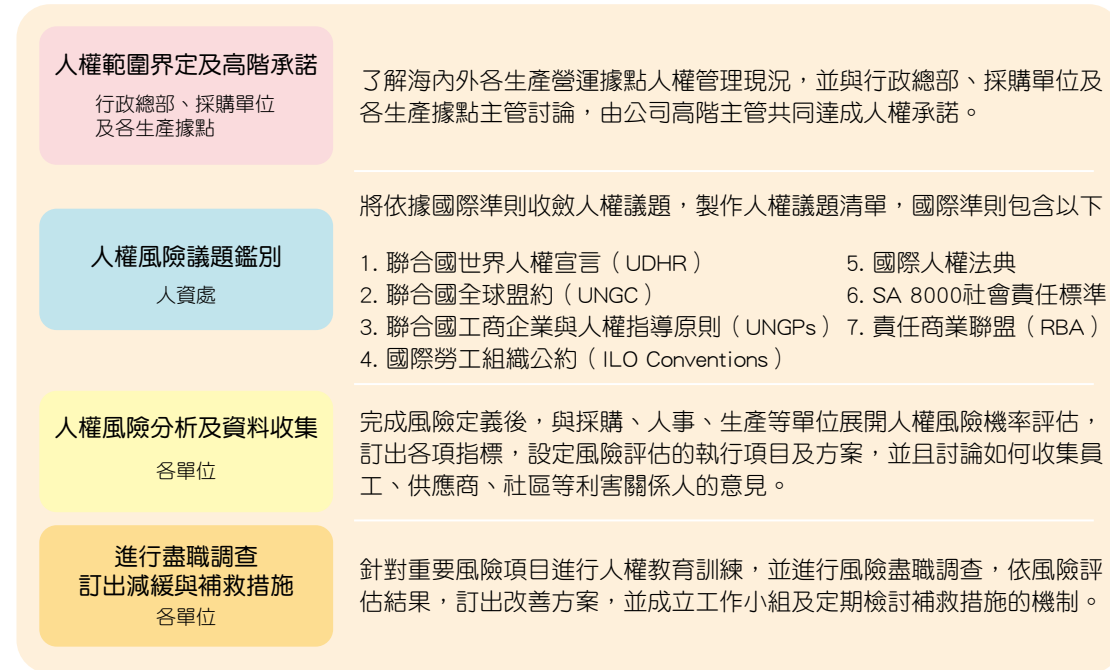 人權範圍界定及高階承諾
行政總部、採購單位
及各生產據點
了解海內外各生產營運據點人權管理現況，並與行政總部、採購單位及
各生產據點主管討論，由公司高階主管共同達成人權承諾。
人權風險議題鑑別
人資處
將依據國際準則收斂人權議題，製作人權議題清單，國際準則包含以下
1. 聯合國世界人權宣言（UDHR）
2. 聯合國全球盟約（UNGC）
3. 聯合國工商企業與人權指導原則（UNGPs）
4. 國際勞工組織公約（ILO Conventions）
5. 國際人權法典
6. SA 8000社會責任標準
7. 責任商業聯盟（RBA）
人權風險分析及資料收集
各單位
完成風險定義後，與採購、人事、生產等單位展開人權風險機率評估，
訂出各項指標，設定風險評估的執行項目及方案，並且討論如何收集員
工、供應商、社區等利害關係人的意見。
進行盡職調查
訂出減緩與補救措施
各單位
針對重要風險項目進行人權教育訓練，並進行風險盡職調查，依風險評
估結果，訂出改善方案，並成立工作小組及定期檢討補救措施的機制。